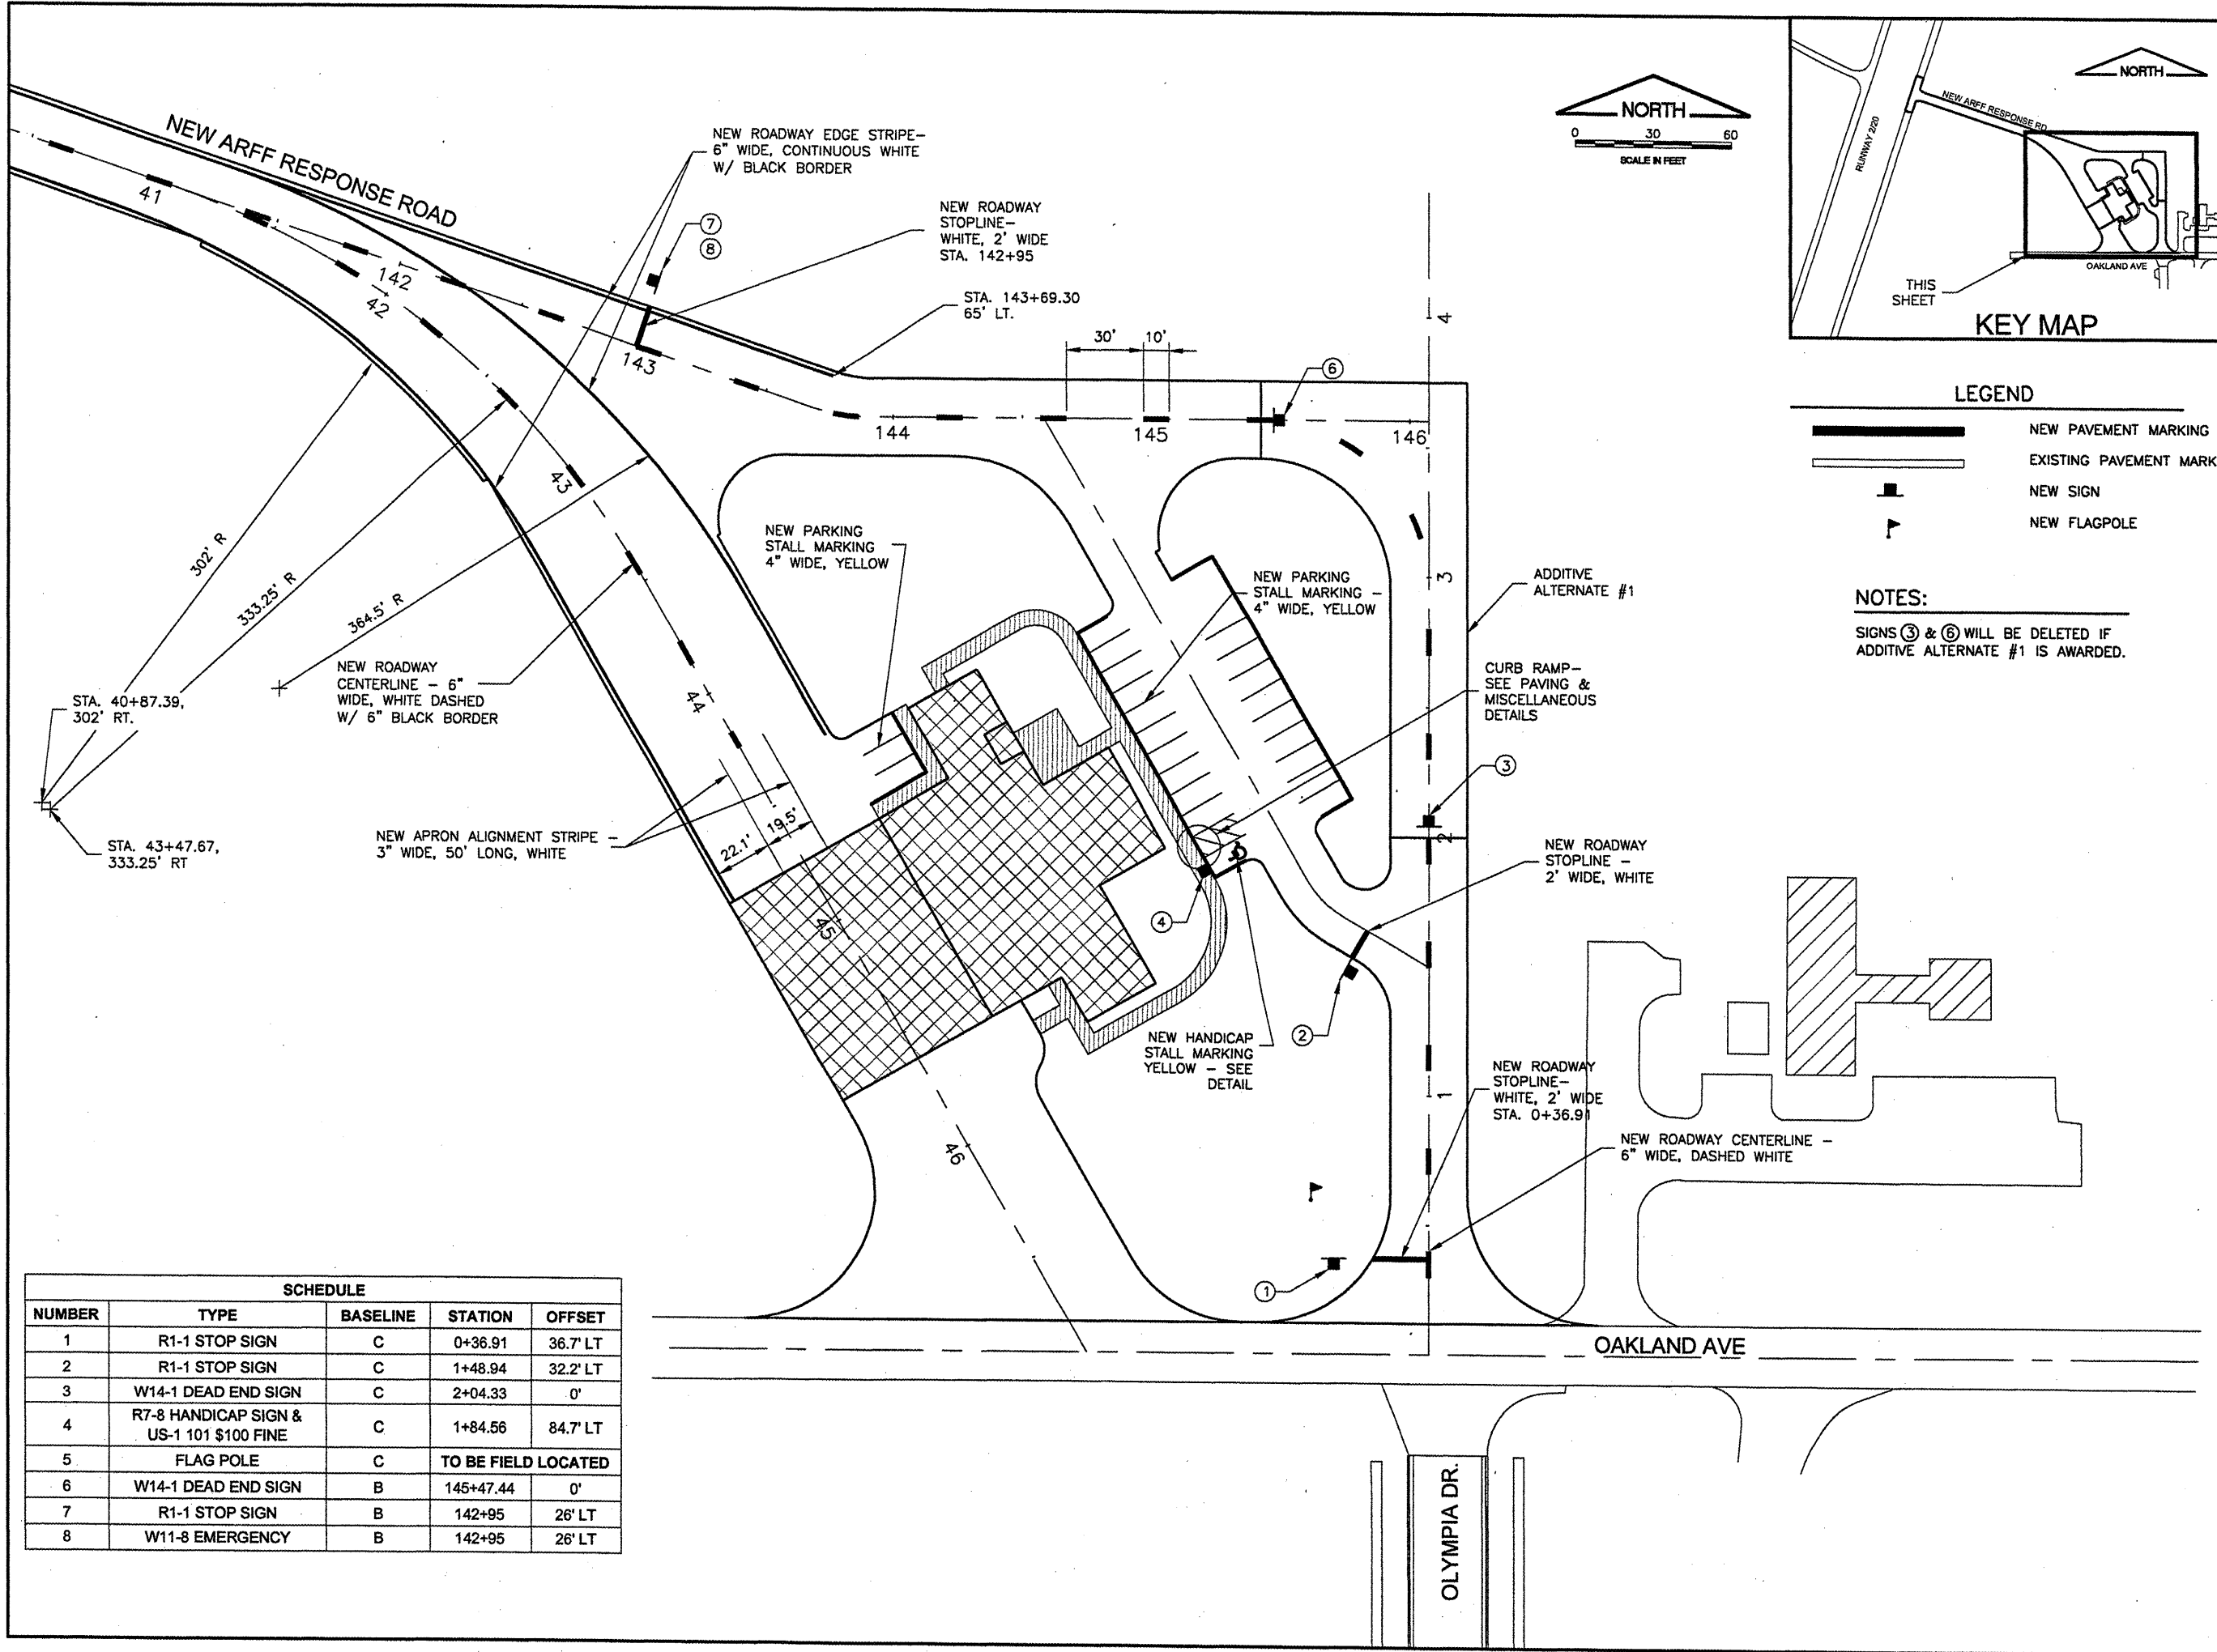 NEW ARFF RESPONSE ROAD
41
142
42
143
43
44
45
46
144
145
146
4
3
2
1
NEW ROADWAY EDGE STRIPE–
6" WIDE, CONTINUOUS WHITE
W/ BLACK BORDER
7
8
NEW ROADWAY
STOPLINE–
WHITE, 2' WIDE
STA. 142+95
STA. 143+69.30
65' LT.
30'
10'
6
NORTH
0 30 60
SCALE IN FEET
NORTH
NEW ARFF RESPONSE RD
RUNWAY 2/20
OAKLAND AVE
THIS
SHEET
KEY MAP
LEGEND
NEW PAVEMENT MARKING
EXISTING PAVEMENT MARK
NEW SIGN
NEW FLAGPOLE
NOTES:
SIGNS 3 & 6 WILL BE DELETED IF
ADDITIVE ALTERNATE #1 IS AWARDED.
302' R
333.25' R
364.5' R
NEW PARKING
STALL MARKING
4" WIDE, YELLOW
NEW PARKING
STALL MARKING –
4" WIDE, YELLOW
ADDITIVE
ALTERNATE #1
CURB RAMP–
SEE PAVING &
MISCELLANEOUS
DETAILS
3
NEW ROADWAY
CENTERLINE – 6"
WIDE, WHITE DASHED
W/ 6" BLACK BORDER
STA. 40+87.39,
302' RT.
STA. 43+47.67,
333.25' RT
NEW APRON ALIGNMENT STRIPE –
3" WIDE, 50' LONG, WHITE
22.1'
19.5'
NEW ROADWAY
STOPLINE –
2' WIDE, WHITE
4
2
NEW HANDICAP
STALL MARKING
YELLOW – SEE
DETAIL
NEW ROADWAY
STOPLINE–
WHITE, 2' WIDE
STA. 0+36.91
NEW ROADWAY CENTERLINE –
6" WIDE, DASHED WHITE
1
OAKLAND AVE
OLYMPIA DR.
SCHEDULE
NUMBER TYPE BASELINE STATION OFFSET
1 R1-1 STOP SIGN C 0+36.91 36.7' LT
2 R1-1 STOP SIGN C 1+48.94 32.2' LT
3 W14-1 DEAD END SIGN C 2+04.33 0'
4 R7-8 HANDICAP SIGN & US-1 101 $100 FINE C 1+84.56 84.7' LT
5 FLAG POLE C TO BE FIELD LOCATED
6 W14-1 DEAD END SIGN B 145+47.44 0'
7 R1-1 STOP SIGN B 142+95 26' LT
8 W11-8 EMERGENCY B 142+95 26' LT